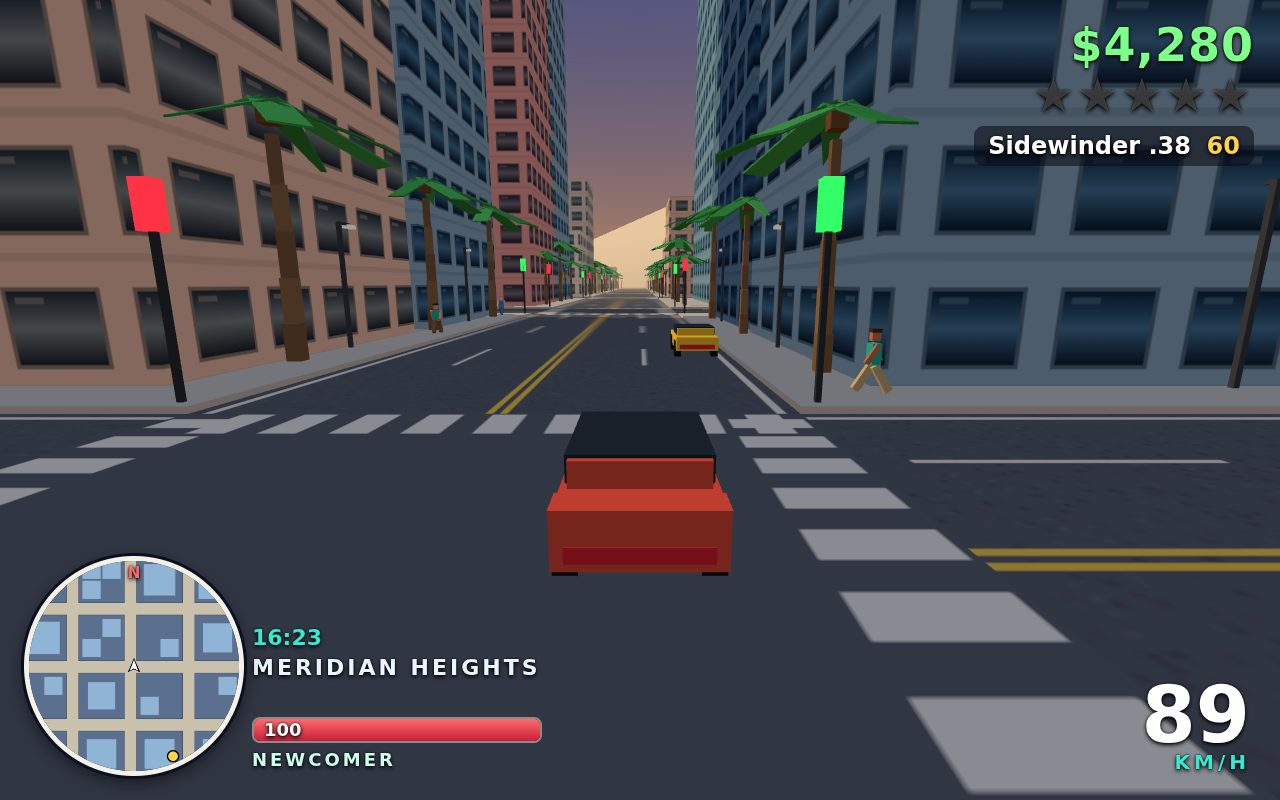 $4,280
Sidewinder .38 60
N
16:23
MERIDIAN HEIGHTS
100
NEWCOMER
89
KM/H